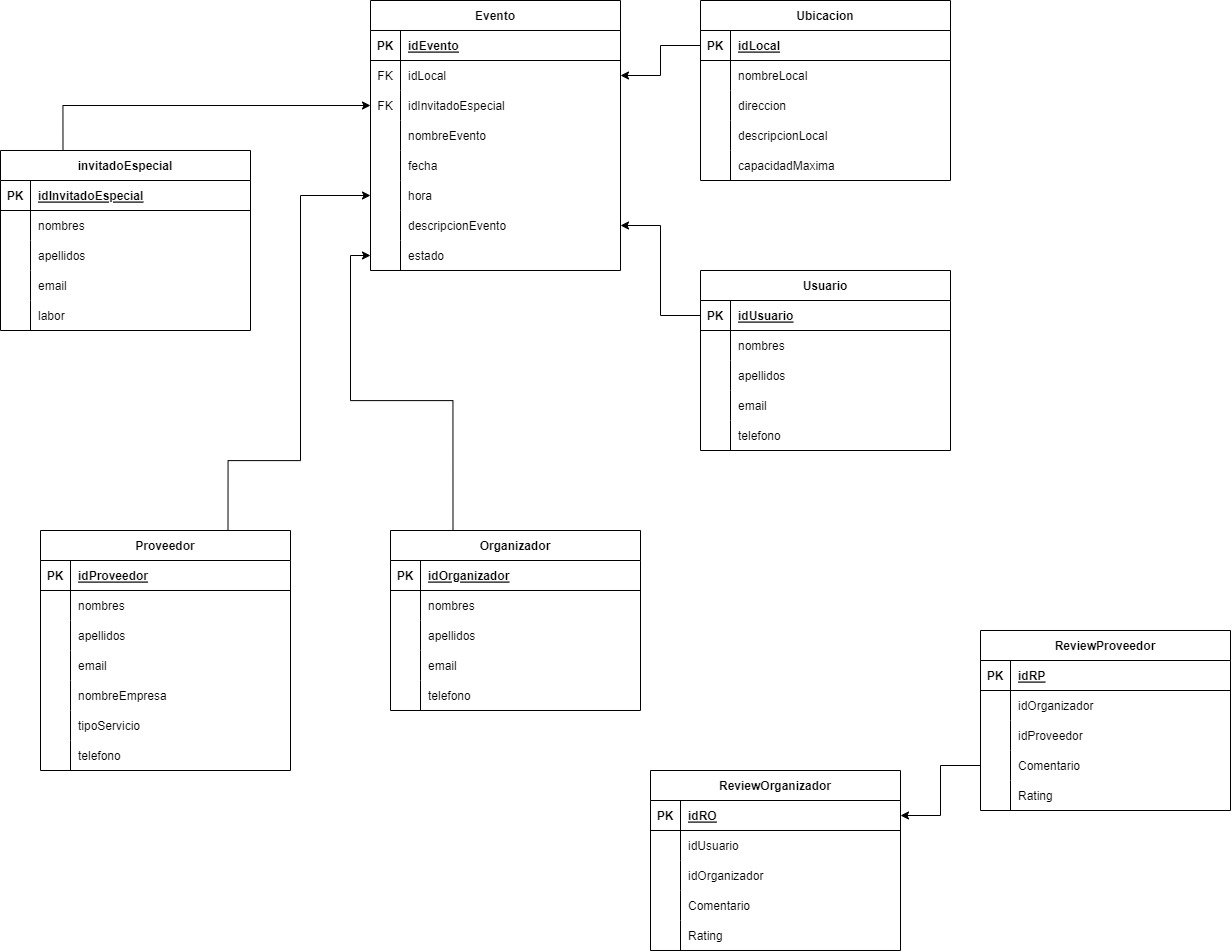 Evento
PK idEvento
FK idLocal
FK idInvitadoEspecial
nombreEvento
fecha
hora
descripcionEvento
estado
Ubicacion
PK idLocal
nombreLocal
direccion
descripcionLocal
capacidadMaxima
invitadoEspecial
PK idInvitadoEspecial
nombres
apellidos
email
labor
Usuario
PK idUsuario
nombres
apellidos
email
telefono
Proveedor
PK idProveedor
nombres
apellidos
email
nombreEmpresa
tipoServicio
telefono
Organizador
PK idOrganizador
nombres
apellidos
email
telefono
ReviewProveedor
PK idRP
idOrganizador
idProveedor
Comentario
Rating
ReviewOrganizador
PK idRO
idUsuario
idOrganizador
Comentario
Rating